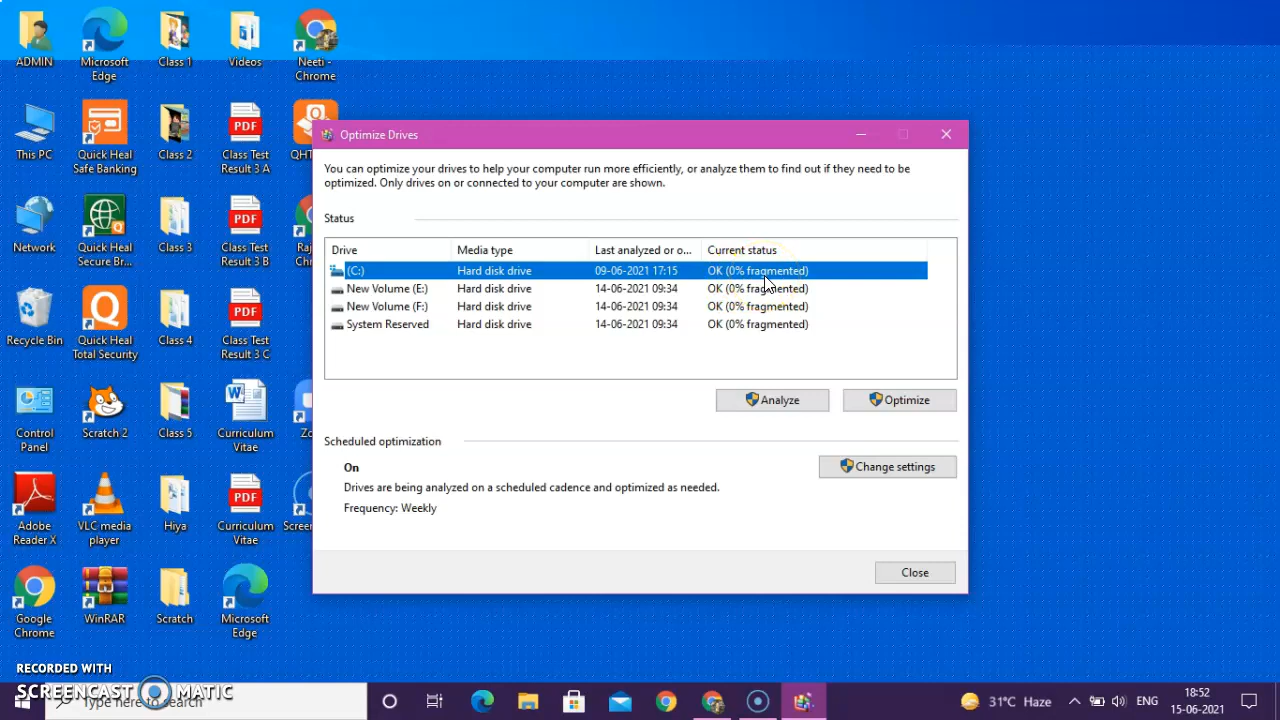 ADMIN
Microsoft
Edge
Class 1
Videos
Neeti -
Chrome
This PC
Quick Heal
Safe Banking
Class 2
Class Test
Result 3 A
QHT
Network
Quick Heal
Secure Br...
Class 3
Class Test
Result 3 B
Recycle Bin
Quick Heal
Total Security
Class 4
Class Test
Result 3 C
Control
Panel
Scratch 2
Class 5
Curriculum
Vitae
Adobe
Reader X
VLC media
player
Hiya
Curriculum
Vitae
Google
Chrome
WinRAR
Scratch
Microsoft
Edge
Optimize Drives
You can optimize your drives to help your computer run more efficiently, or analyze them to find out if they need to be
optimized. Only drives on or connected to your computer are shown.
Status
Drive Media type Last analyzed or o... Current status
(C:) Hard disk drive 09-06-2021 17:15 OK (0% fragmented)
New Volume (E:) Hard disk drive 14-06-2021 09:34 OK (0% fragmented)
New Volume (F:) Hard disk drive 14-06-2021 09:34 OK (0% fragmented)
System Reserved Hard disk drive 14-06-2021 09:34 OK (0% fragmented)
Analyze Optimize
Scheduled optimization
On
Change settings
Drives are being analyzed on a scheduled cadence and optimized as needed.
Frequency: Weekly
Close
RECORDED WITH
SCREENCAST MATIC
Type here to search
31°C Haze
ENG
18:52
15-06-2021